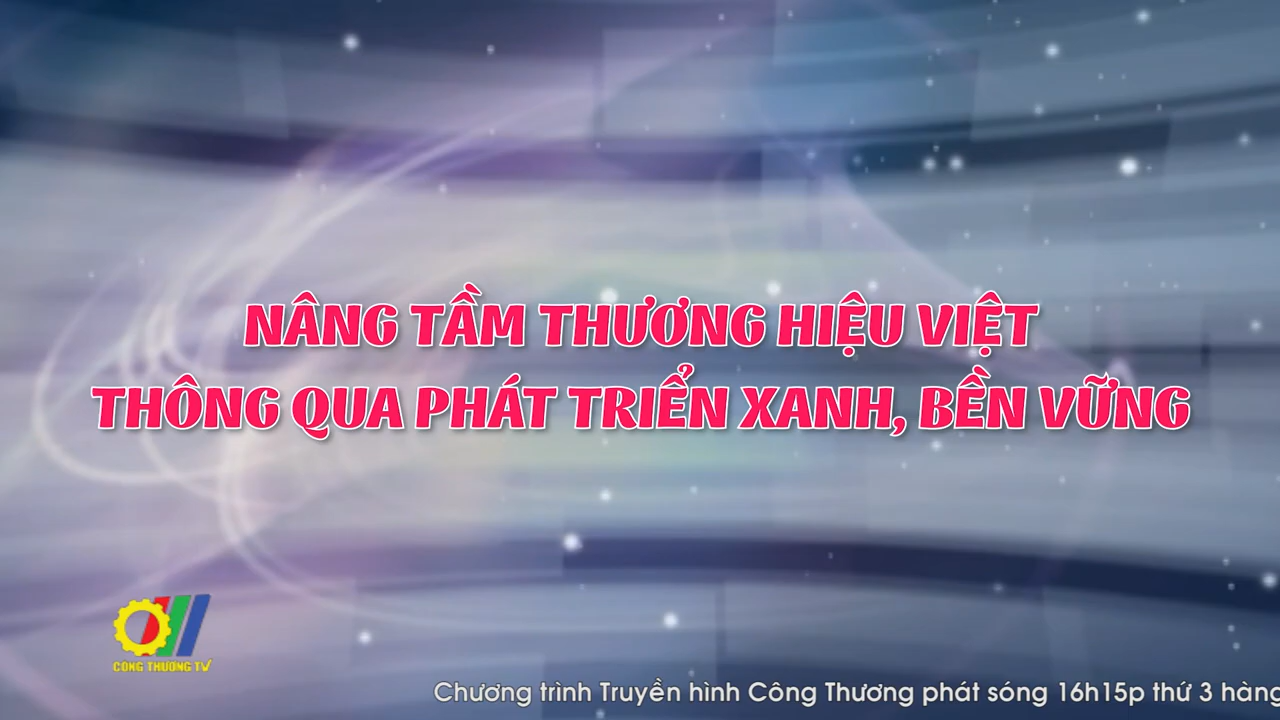 NÂNG TẦM THƯƠNG HIỆU VIỆT
THÔNG QUA PHÁT TRIỂN XANH, BỀN VỮNG
CÔNG THƯƠNG TV
Chương trình Truyền hình Công Thương phát sóng 16h15p thứ 3 hàng